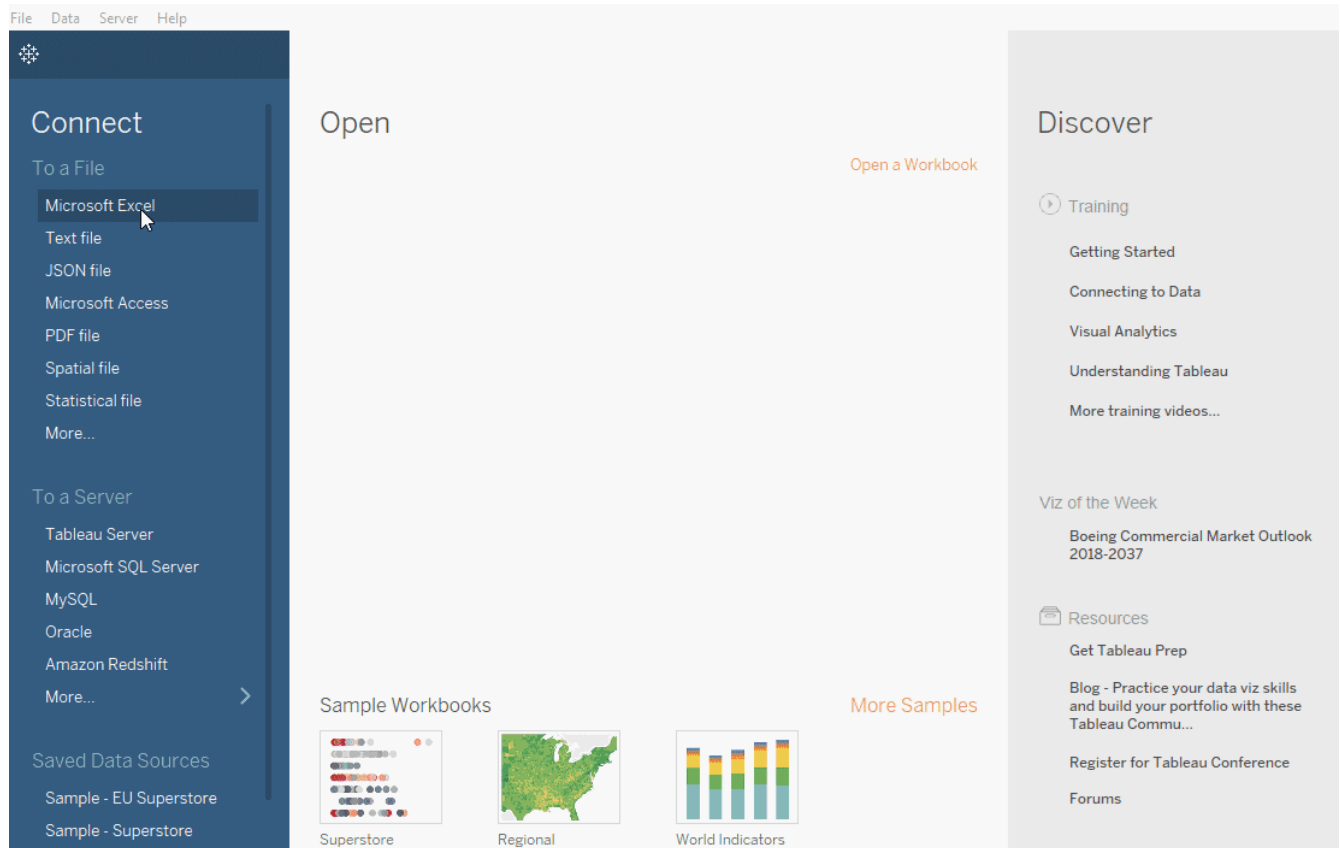 File Data Server Help
Connect
To a File
Microsoft Excel
Text file
JSON file
Microsoft Access
PDF file
Spatial file
Statistical file
More...
To a Server
Tableau Server
Microsoft SQL Server
MySQL
Oracle
Amazon Redshift
More...
Saved Data Sources
Sample - EU Superstore
Sample - Superstore
Open
Open a Workbook
Sample Workbooks
More Samples
Superstore
Regional
World Indicators
Discover
Training
Getting Started
Connecting to Data
Visual Analytics
Understanding Tableau
More training videos...
Viz of the Week
Boeing Commercial Market Outlook
2018-2037
Resources
Get Tableau Prep
Blog - Practice your data viz skills
and build your portfolio with these
Tableau Commu...
Register for Tableau Conference
Forums